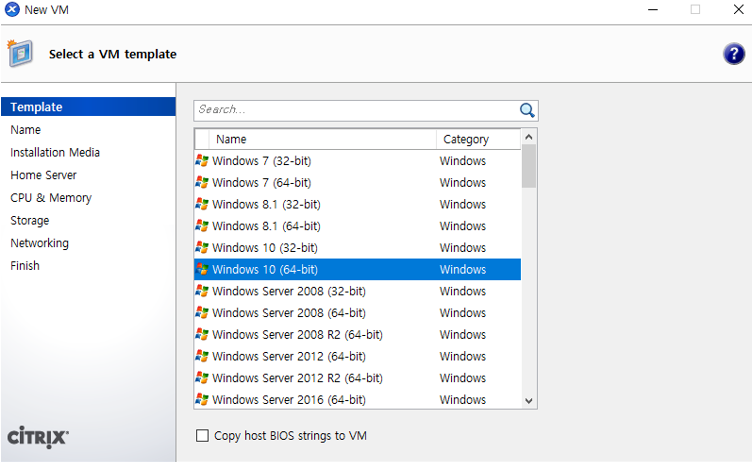 New VM
Select a VM template
?
Template
Name
Installation Media
Home Server
CPU & Memory
Storage
Networking
Finish
Search...
Name Category
Windows 7 (32-bit) Windows
Windows 7 (64-bit) Windows
Windows 8.1 (32-bit) Windows
Windows 8.1 (64-bit) Windows
Windows 10 (32-bit) Windows
Windows 10 (64-bit) Windows
Windows Server 2008 (32-bit) Windows
Windows Server 2008 (64-bit) Windows
Windows Server 2008 R2 (64-bit) Windows
Windows Server 2012 (64-bit) Windows
Windows Server 2012 R2 (64-bit) Windows
Windows Server 2016 (64-bit) Windows
Copy host BIOS strings to VM
CITRIX